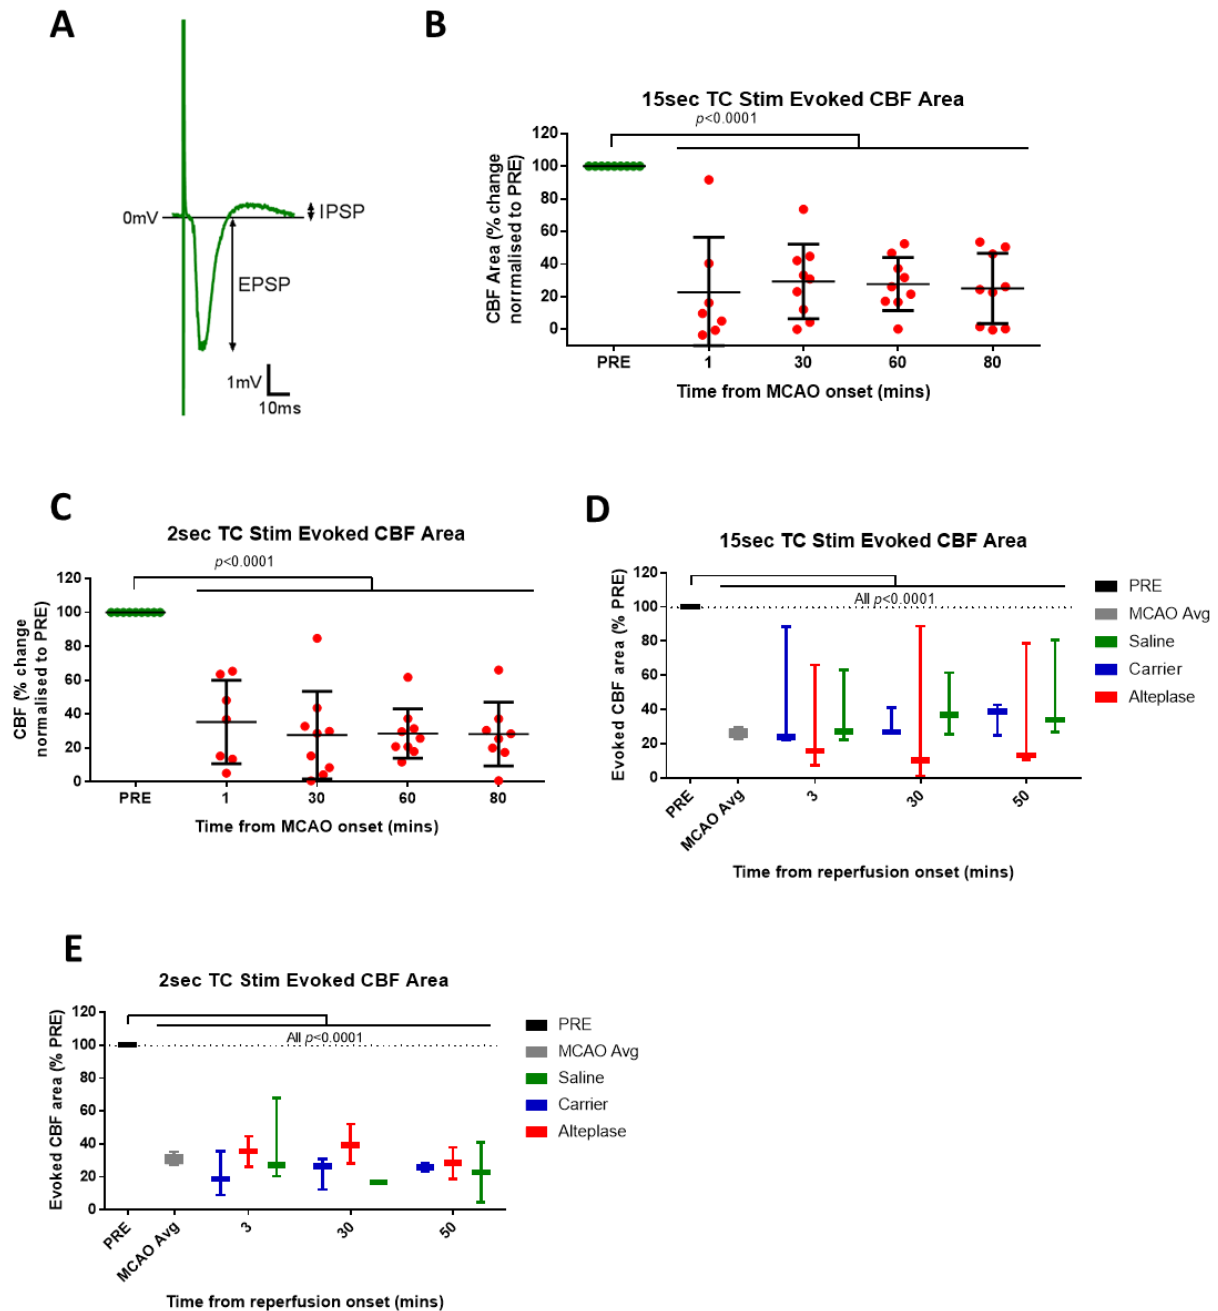 A
0mV
IPSP
EPSP
1mV
10ms
B
15sec TC Stim Evoked CBF Area
p<0.0001
CBF Area (% change
norrmalised to PRE)
120
100
80
60
40
20
0
PRE
1
30
60
80
Time from MCAO onset (mins)
C
2sec TC Stim Evoked CBF Area
p<0.0001
CBF (% change
normalised to PRE)
120
100
80
60
40
20
0
PRE
1
30
60
80
Time from MCAO onset (mins)
D
15sec TC Stim Evoked CBF Area
All p<0.0001
Evoked CBF area (% PRE)
120
100
80
60
40
20
0
PRE
MCAO Avg
3
30
50
Time from reperfusion onset (mins)
PRE
MCAO Avg
Saline
Carrier
Alteplase
E
2sec TC Stim Evoked CBF Area
All p<0.0001
Evoked CBF area (% PRE)
120
100
80
60
40
20
0
PRE
MCAO Avg
3
30
50
Time from reperfusion onset (mins)
PRE
MCAO Avg
Saline
Carrier
Alteplase